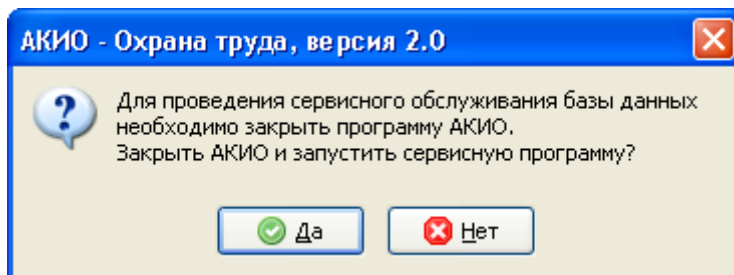 АКИО - Охрана труда, версия 2.0
Для проведения сервисного обслуживания базы данных
необходимо закрыть программу АКИО.
Закрыть АКИО и запустить сервисную программу?
Да Нет